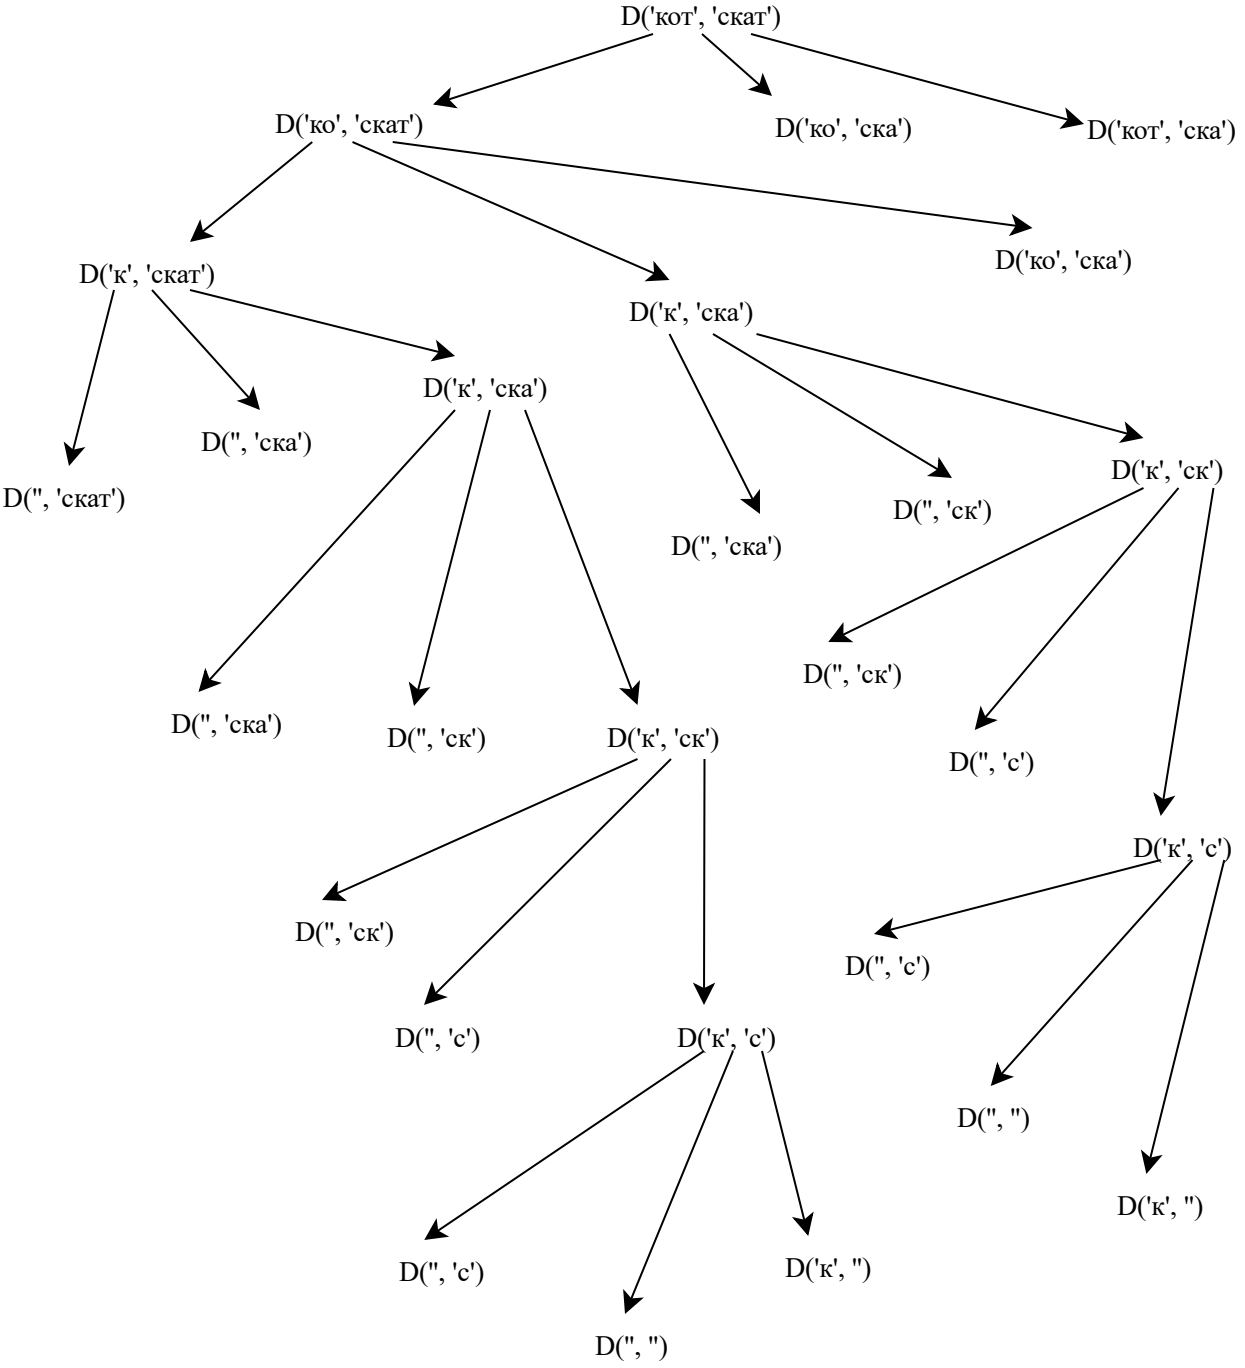 D('кот', 'скат')
D('ко', 'скат')
D('ко', 'ска')
D('кот', 'ска')
D('к', 'скат')
D('ко', 'ска')
D('к', 'ска')
D('к', 'ска')
D('', 'ска')
D('к', 'ск')
D('', 'скат')
D('', 'ск')
D('', 'ска')
D('', 'ск')
D('', 'ска')
D('', 'ск')
D('к', 'ск')
D('', 'с')
D('к', 'с')
D('', 'ск')
D('', 'с')
D('', 'с')
D('к', 'с')
D('', '')
D('к', '')
D('', 'с')
D('к', '')
D('', '')